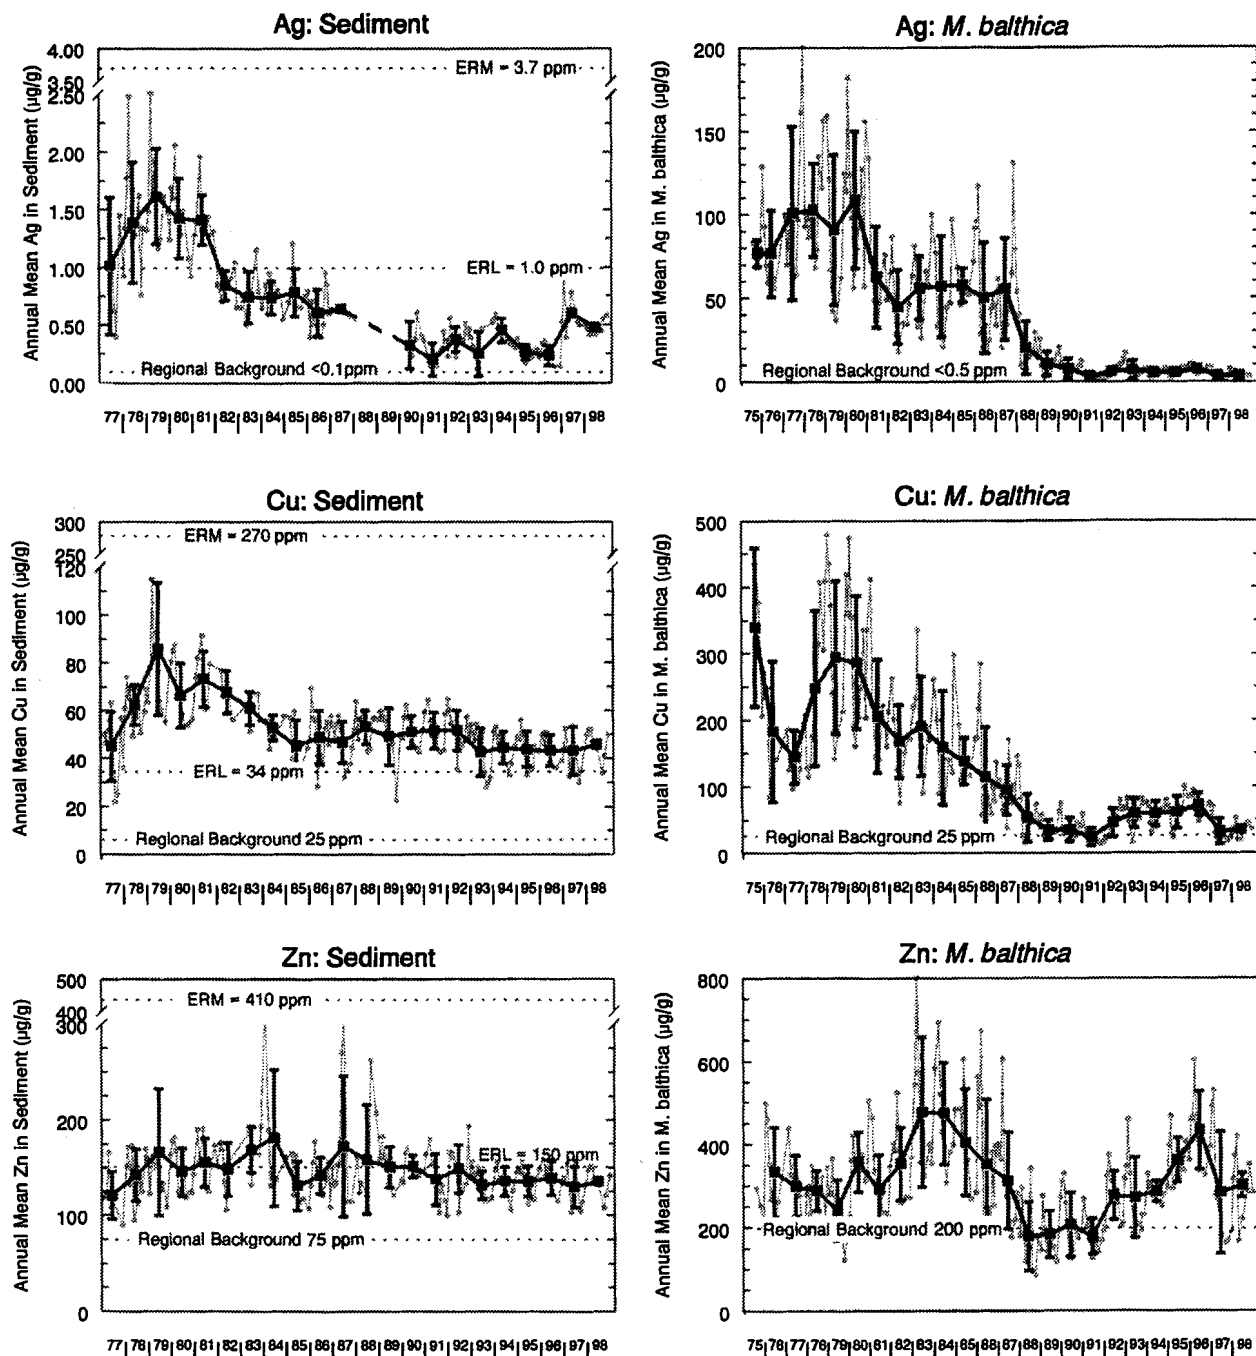 Ag: Sediment
Annual Mean Ag in Sediment (µg/g)
4.00
3.50
2.50
2.00
1.50
1.00
0.50
0.00
ERM = 3.7 ppm
ERL = 1.0 ppm
Regional Background <0.1ppm
77 78 79 80 81 82 83 84 85 86 87 88 89 90 91 92 93 94 95 96 97 98
Ag: M. balthica
Annual Mean Ag in M. balthica (µg/g)
200
150
100
50
0
Regional Background <0.5 ppm
75 76 77 78 79 80 81 82 83 84 85 86 87 88 89 90 91 92 93 94 95 96 97 98
Cu: Sediment
Annual Mean Cu in Sediment (µg/g)
300
250
120
100
80
60
40
20
0
ERM = 270 ppm
ERL = 34 ppm
Regional Background 25 ppm
77 78 79 80 81 82 83 84 85 86 87 88 89 90 91 92 93 94 95 96 97 98
Cu: M. balthica
Annual Mean Cu in M. balthica (µg/g)
500
400
300
200
100
0
Regional Background 25 ppm
75 76 77 78 79 80 81 82 83 84 85 86 87 88 89 90 91 92 93 94 95 96 97 98
Zn: Sediment
Annual Mean Zn in Sediment (µg/g)
500
400
300
200
100
0
ERM = 410 ppm
ERL = 150 ppm
Regional Background 75 ppm
77 78 79 80 81 82 83 84 85 86 87 88 89 90 91 92 93 94 95 96 97 98
Zn: M. balthica
Annual Mean Zn in M. balthica (µg/g)
800
600
400
200
0
Regional Background 200 ppm
75 76 77 78 79 80 81 82 83 84 85 86 87 88 89 90 91 92 93 94 95 96 97 98